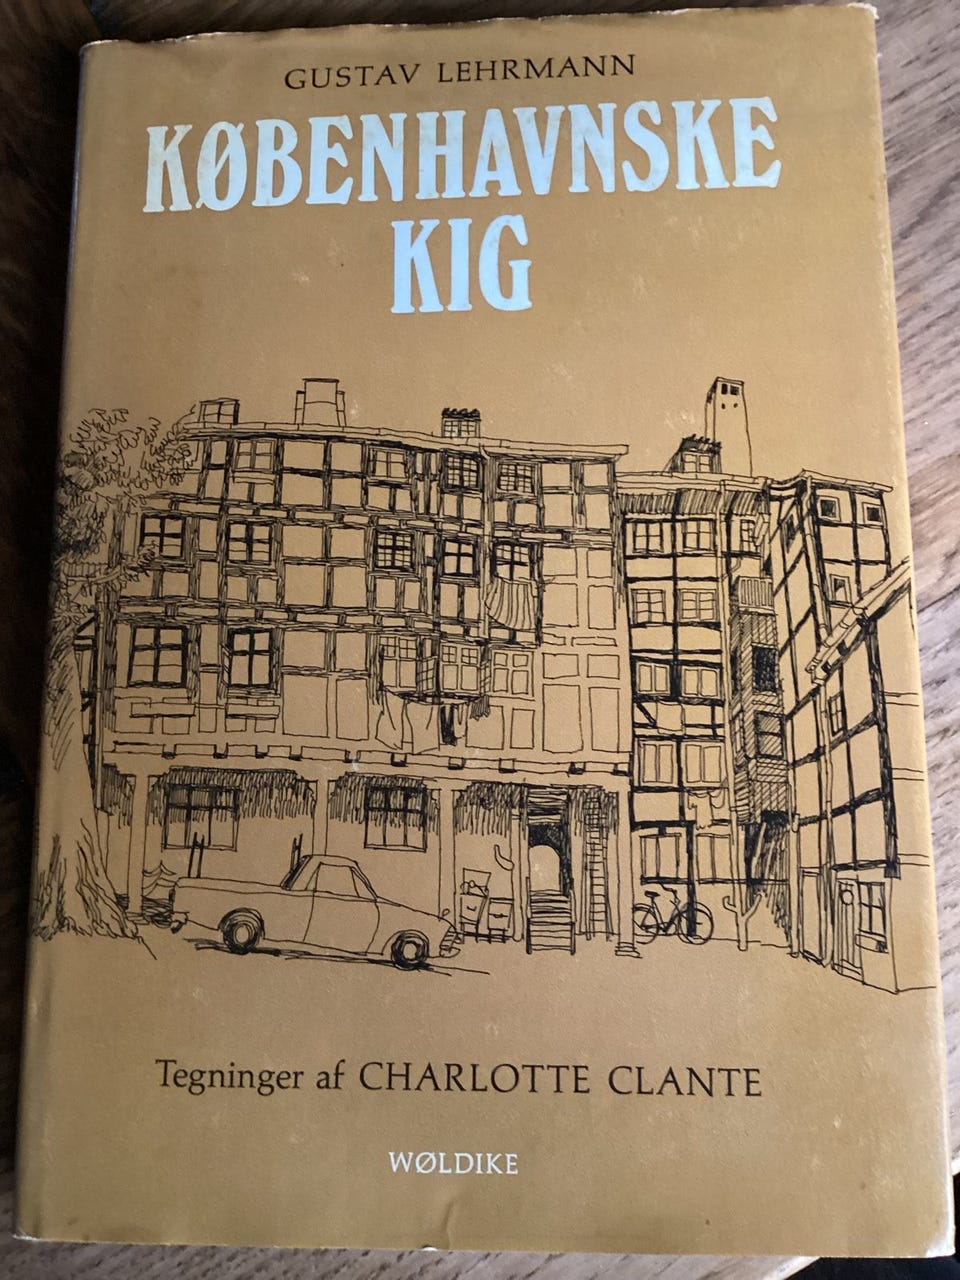 GUSTAV LEHRMANN
KØBENHAVNSKE
KIG
Tegninger af CHARLOTTE CLANTE
WØLDIKE